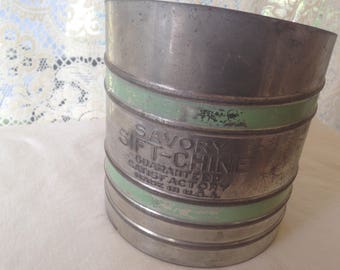 SAVORY
SIFT-CHINE
GUARANTEED
SATISFACTORY
MADE IN U.S.A.